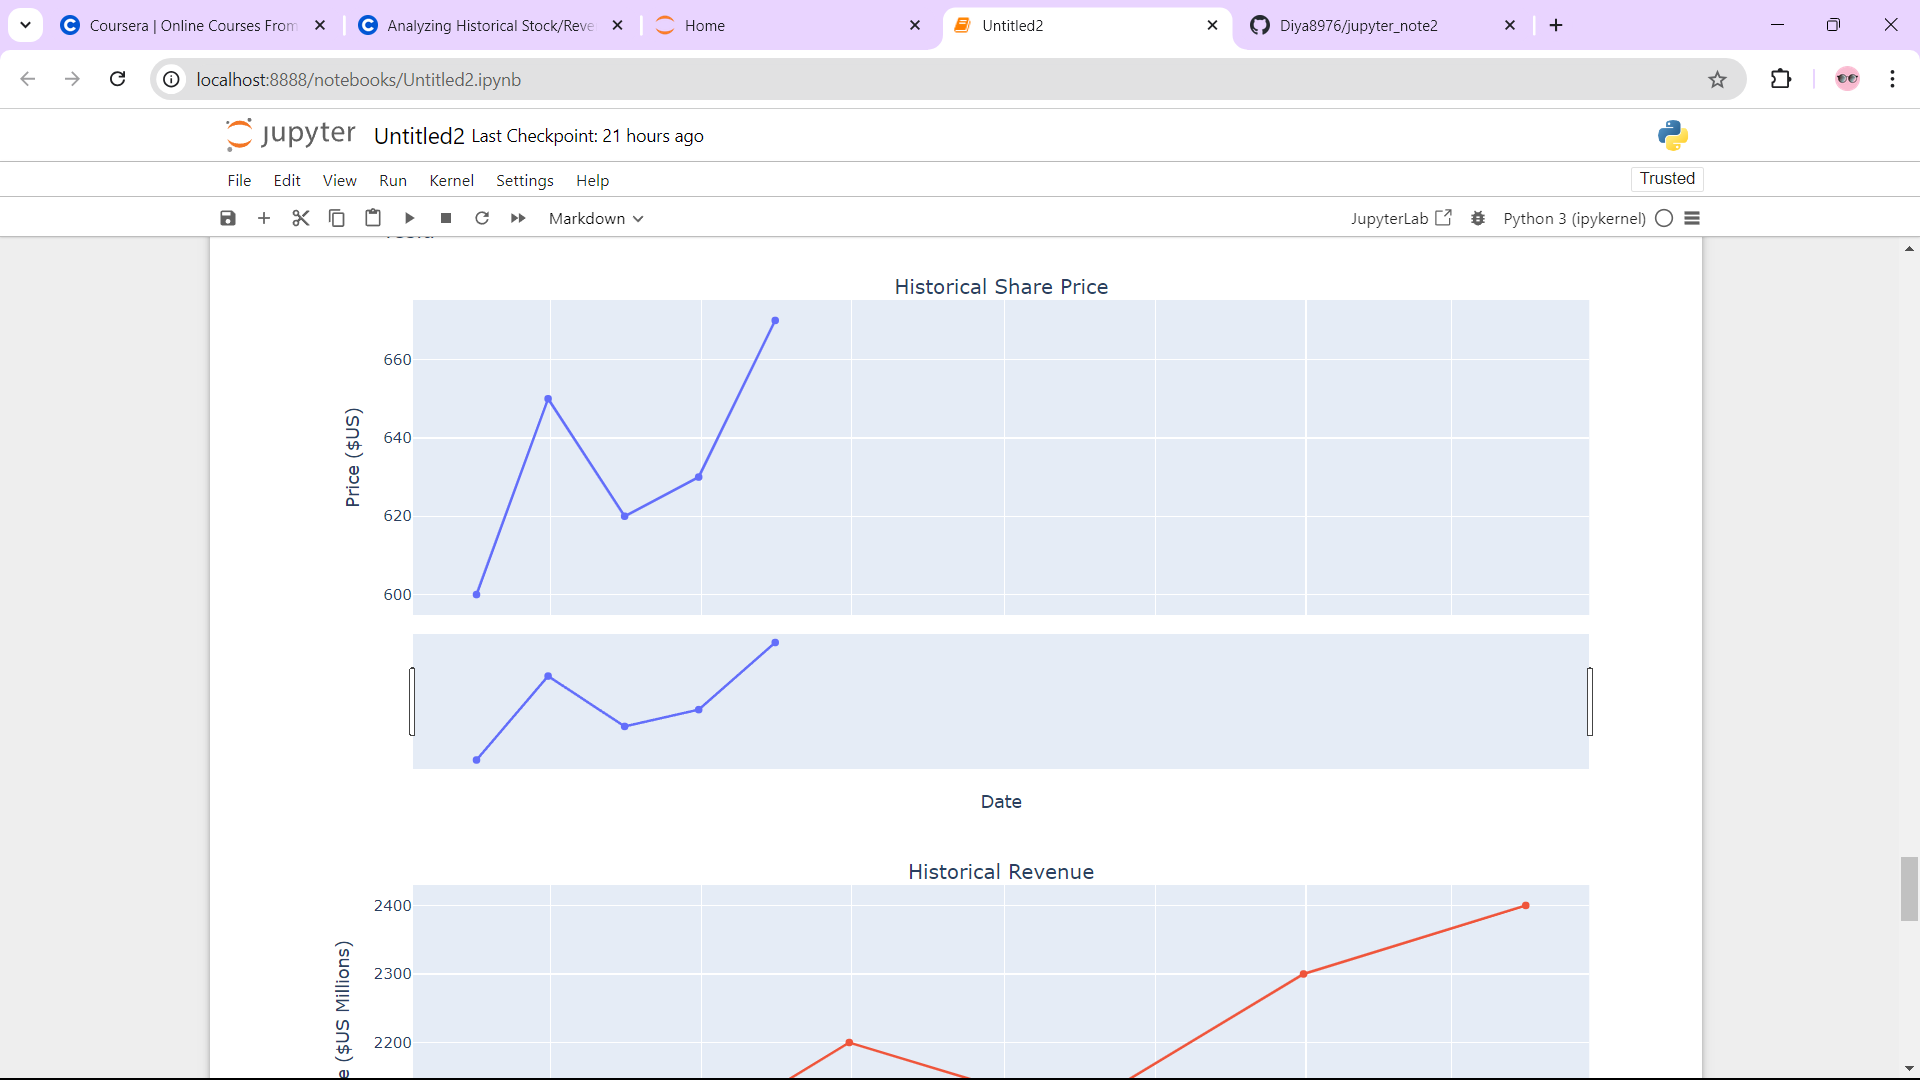 Coursera | Online Courses From
Analyzing Historical Stock/Reve
Home
Untitled2
Diya8976/jupyter_note2
localhost:8888/notebooks/Untitled2.ipynb
jupyter
Untitled2 Last Checkpoint: 21 hours ago
File Edit View Run Kernel Settings Help
Trusted
Markdown
JupyterLab
Python 3 (ipykernel)
Historical Share Price
660
640
620
600
Price ($US)
Date
Historical Revenue
2400
2300
2200
e ($US Millions)